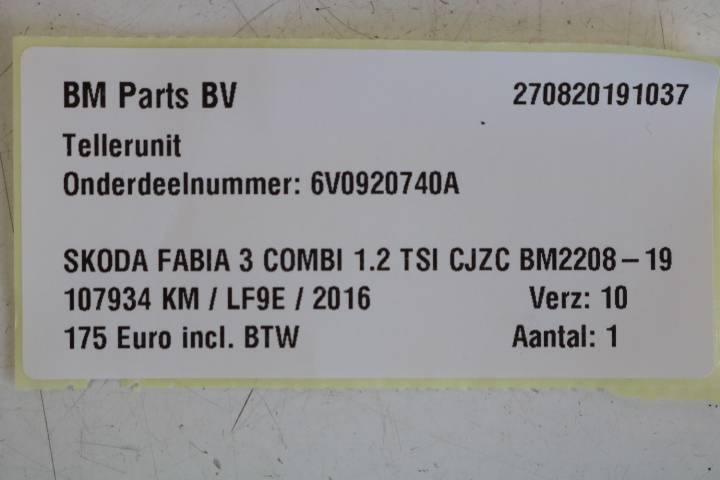 BM Parts BV 270820191037
Tellerunit
Onderdeelnummer: 6V0920740A
SKODA FABIA 3 COMBI 1.2 TSI CJZC BM2208-19
107934 KM / LF9E / 2016 Verz: 10
175 Euro incl. BTW Aantal: 1